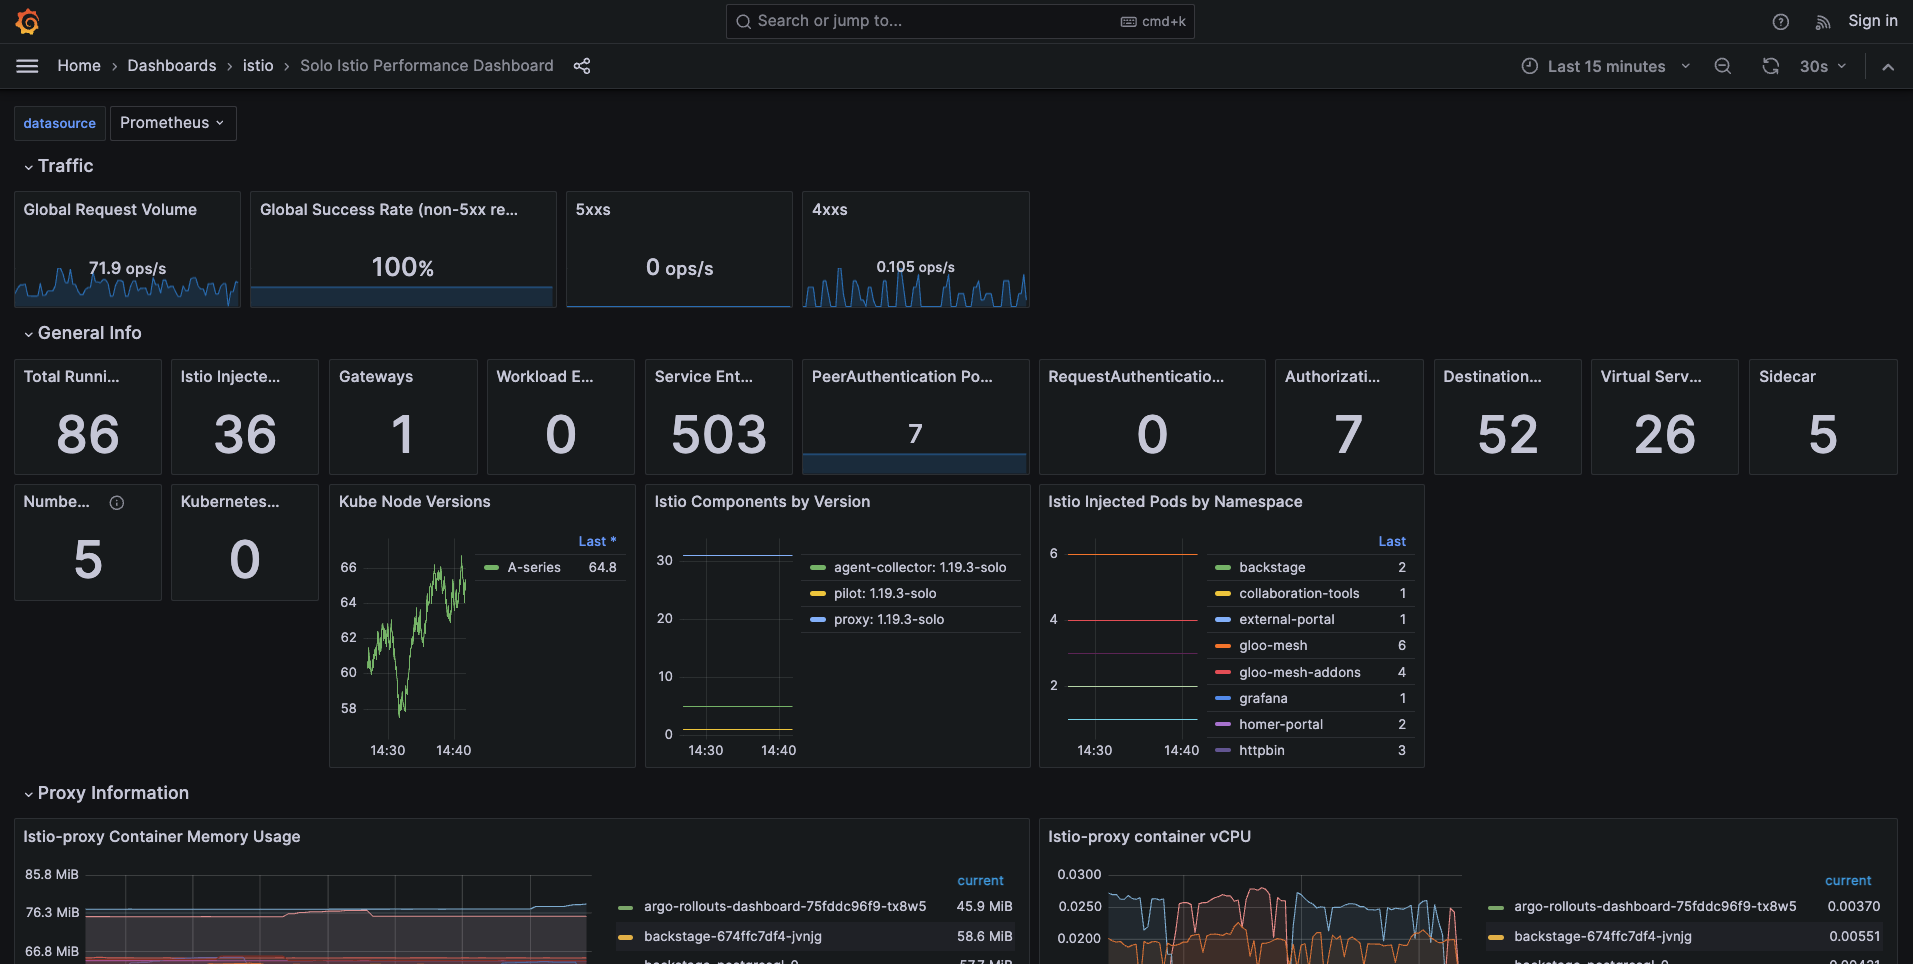 Search or jump to...
cmd+k
Sign in
Home › Dashboards › istio › Solo Istio Performance Dashboard
Last 15 minutes
30s
datasource
Prometheus
Traffic
Global Request Volume
71.9 ops/s
Global Success Rate (non-5xx re...
100%
5xxs
0 ops/s
4xxs
0.105 ops/s
General Info
Total Runni...
86
Istio Injecte...
36
Gateways
1
Workload E...
0
Service Ent...
503
PeerAuthentication Po...
7
RequestAuthenticatio...
0
Authorizati...
7
Destination...
52
Virtual Serv...
26
Sidecar
5
Numbe...
5
Kubernetes...
0
Kube Node Versions
66
64
62
60
58
14:30
14:40
Last *
A-series 64.8
Istio Components by Version
30
20
10
0
14:30
14:40
agent-collector: 1.19.3-solo
pilot: 1.19.3-solo
proxy: 1.19.3-solo
Istio Injected Pods by Namespace
6
4
2
14:30
14:40
Last
backstage 2
collaboration-tools 1
external-portal 1
gloo-mesh 6
gloo-mesh-addons 4
grafana 1
homer-portal 2
httpbin 3
Proxy Information
Istio-proxy Container Memory Usage
85.8 MiB
76.3 MiB
66.8 MiB
current
argo-rollouts-dashboard-75fddc96f9-tx8w5 45.9 MiB
backstage-674ffc7df4-jvnjg 58.6 MiB
Istio-proxy container vCPU
0.0300
0.0250
0.0200
current
argo-rollouts-dashboard-75fddc96f9-tx8w5 0.00370
backstage-674ffc7df4-jvnjg 0.00551